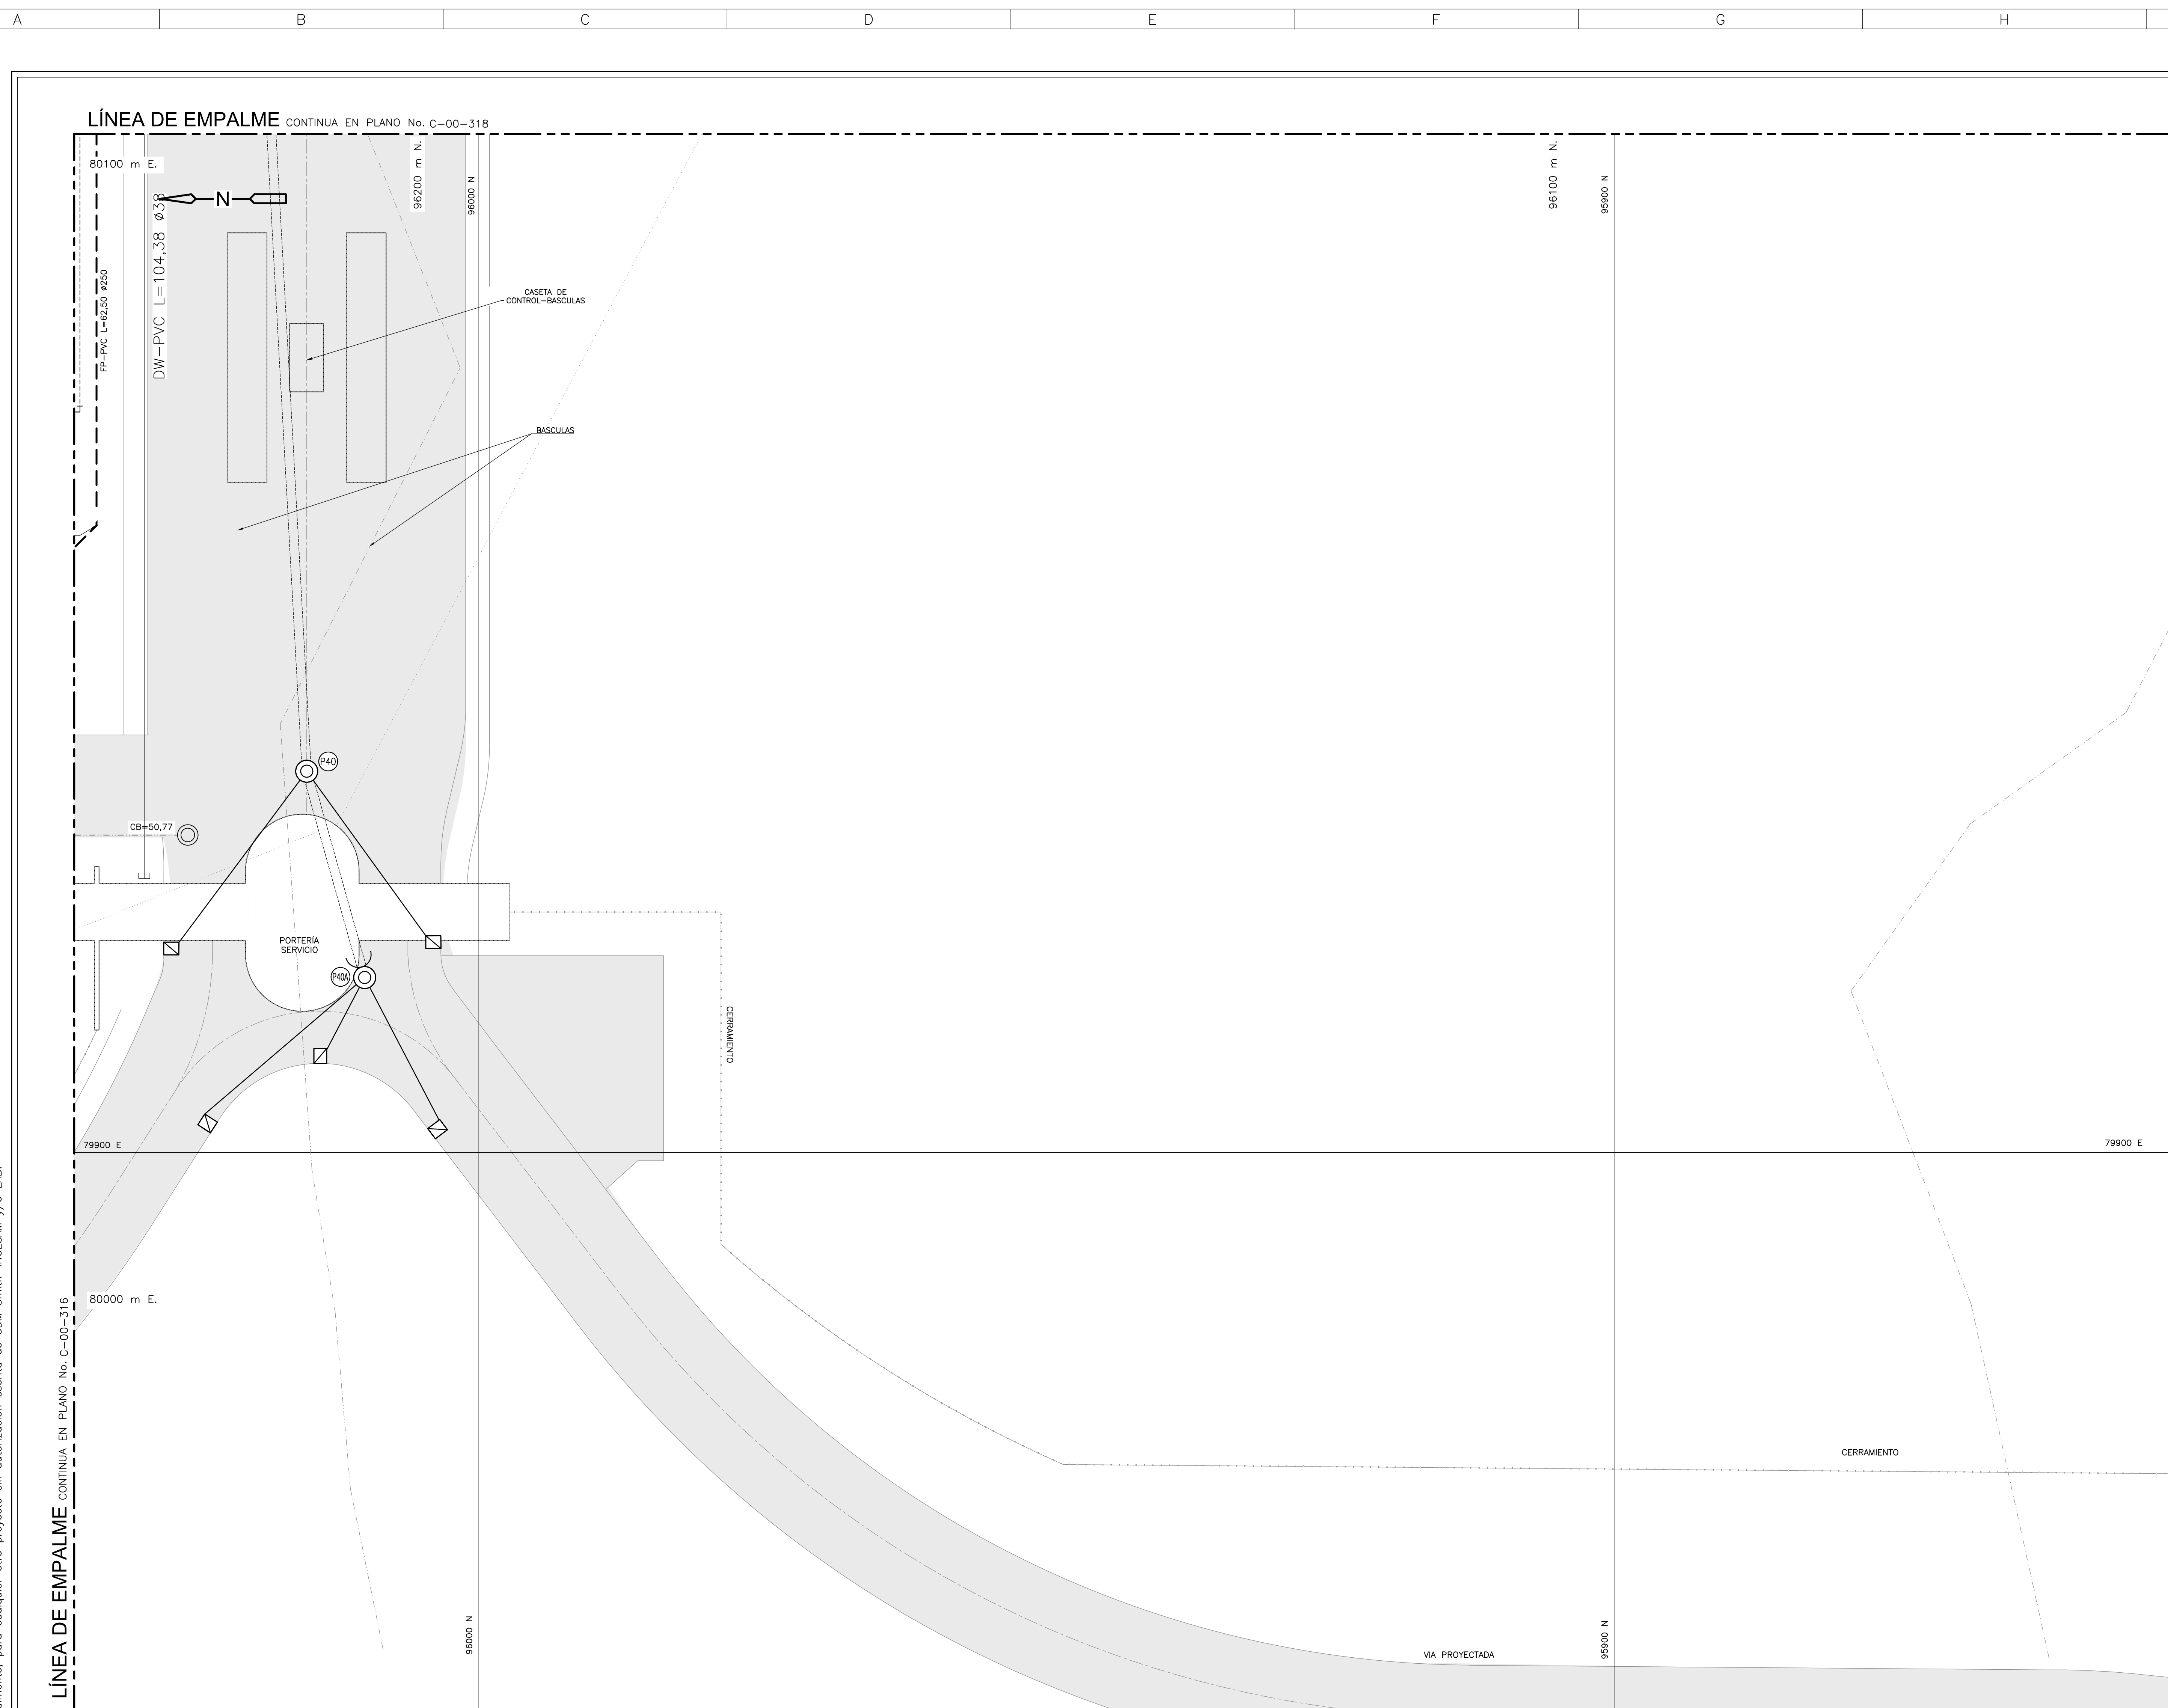 A B C D E F G H
LÍNEA DE EMPALME CONTINUA EN PLANO No. C-00-318
80100 m E.
N
96200 m N.
96000 N
96100 m N.
95900 N
DW-PVC L=104,38 ø38
FP-PVC L=62,50 ø250
CASETA DE
CONTROL-BASCULAS
BASCULAS
P40
CB=50,77
PORTERÍA
SERVICIO
P40A
CERRAMIENTO
79900 E
79900 E
80000 m E.
LÍNEA DE EMPALME CONTINUA EN PLANO No. C-00-316
CERRAMIENTO
96000 N
95900 N
VIA PROYECTADA